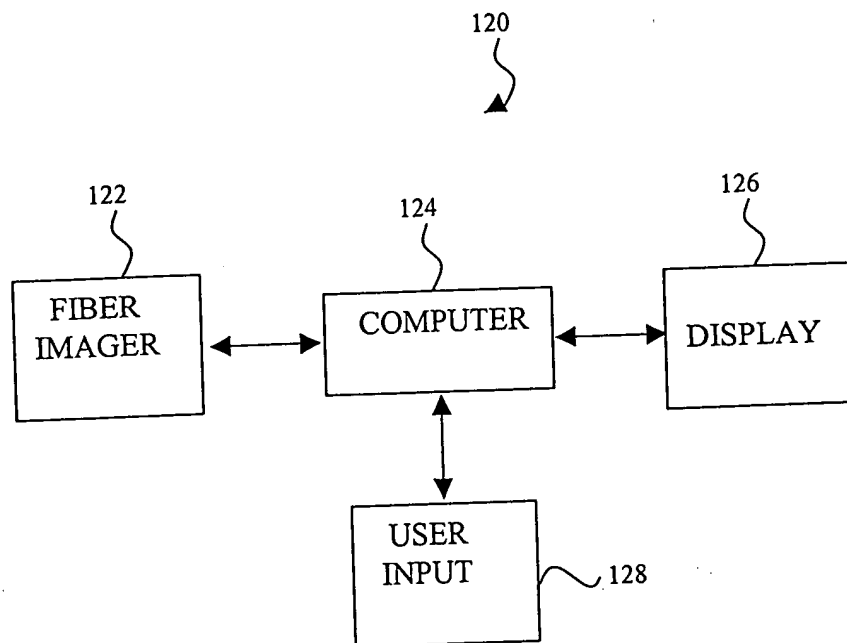 120
122
124
126
FIBER
IMAGER
COMPUTER
DISPLAY
USER
INPUT
128